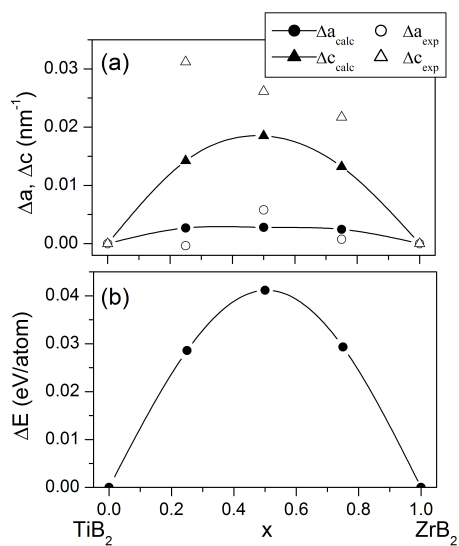 Δa_calc Δa_exp
Δc_calc Δc_exp
(a)
0.03
0.02
0.01
0.00
Δa, Δc (nm⁻¹)
(b)
0.04
0.03
0.02
0.01
0.00
ΔE (eV/atom)
0.0 0.2 0.4 0.6 0.8 1.0
TiB₂ x ZrB₂